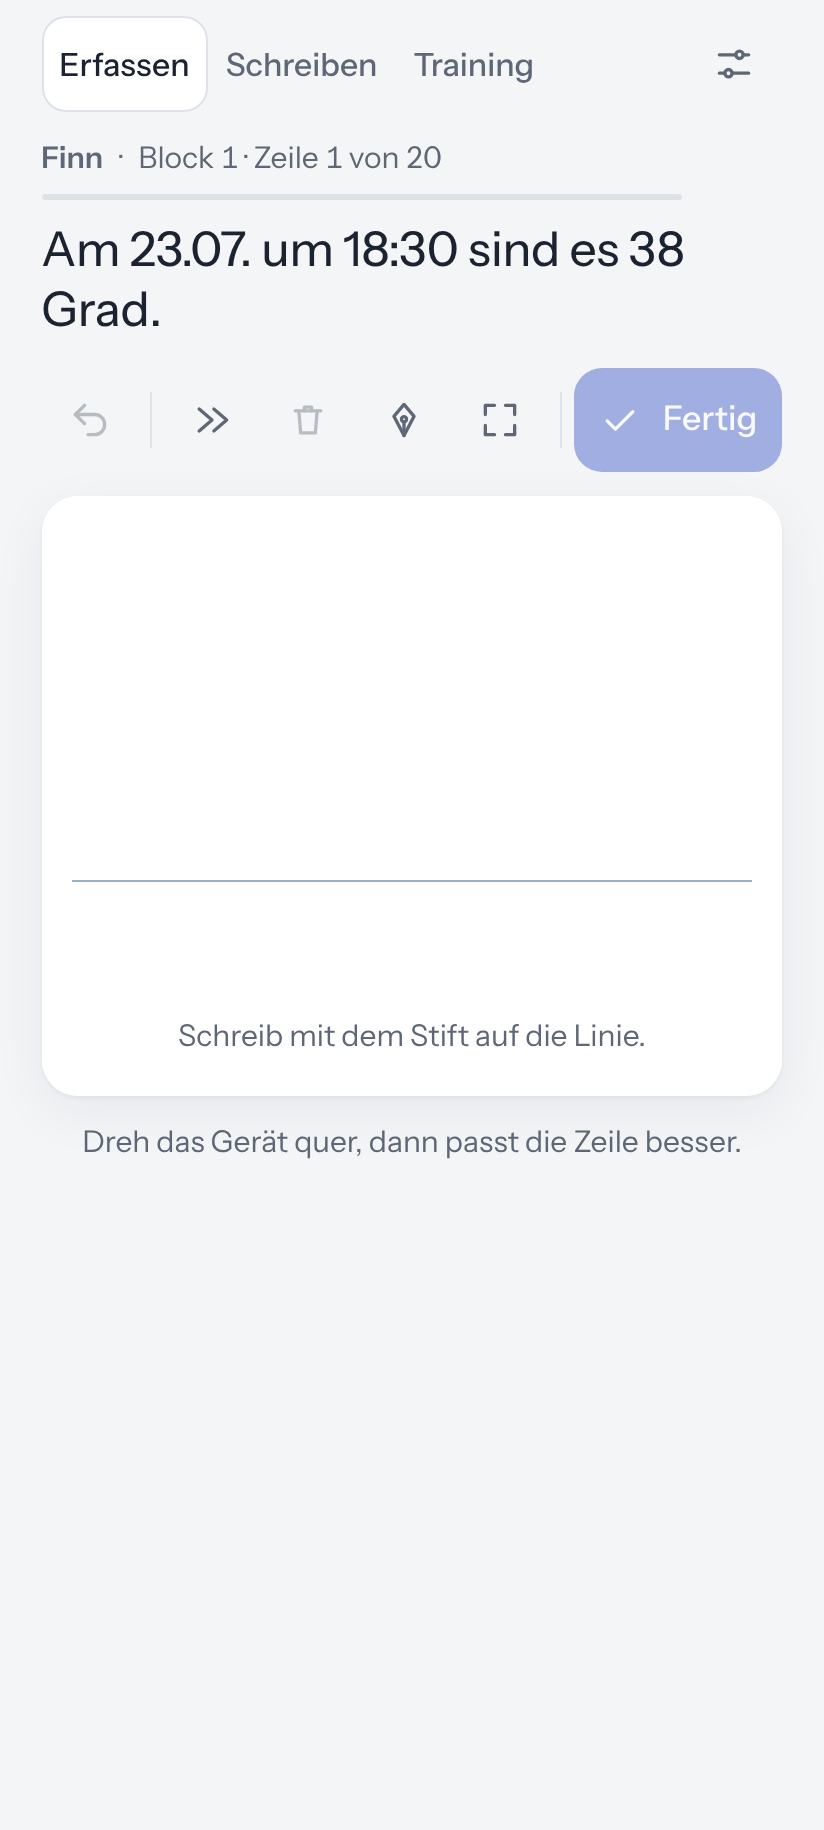 Erfassen Schreiben Training
Finn · Block 1 · Zeile 1 von 20
Am 23.07. um 18:30 sind es 38
Grad.
Fertig
Schreib mit dem Stift auf die Linie.
Dreh das Gerät quer, dann passt die Zeile besser.